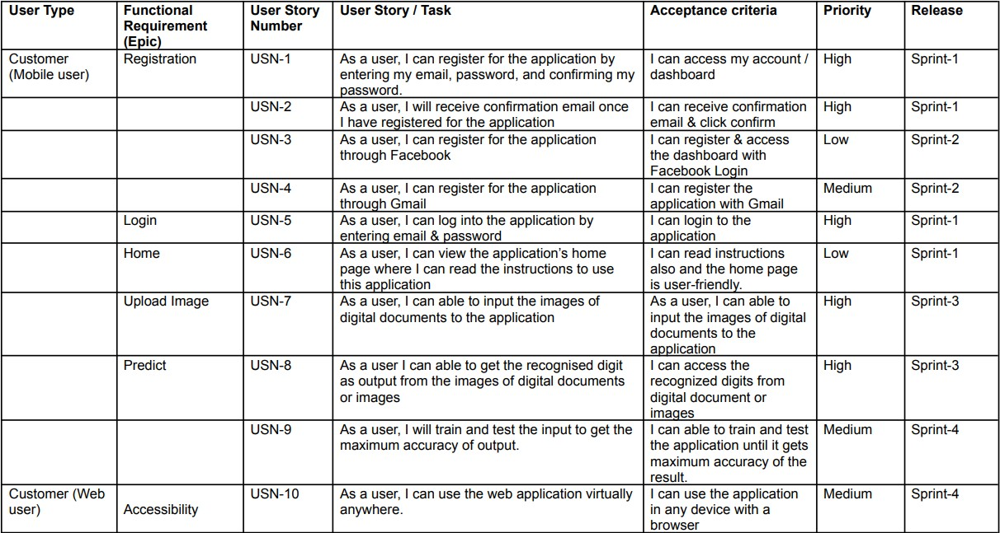 User Type
Functional
Requirement
(Epic)
User Story
Number
User Story / Task
Acceptance criteria
Priority
Release
Customer
(Mobile user)
Registration
USN-1
As a user, I can register for the application by
entering my email, password, and confirming my
password.
I can access my account /
dashboard
High
Sprint-1
USN-2
As a user, I will receive confirmation email once
I have registered for the application
I can receive confirmation
email & click confirm
High
Sprint-1
USN-3
As a user, I can register for the application
through Facebook
I can register & access
the dashboard with
Facebook Login
Low
Sprint-2
USN-4
As a user, I can register for the application
through Gmail
I can register the
application with Gmail
Medium
Sprint-2
Login
USN-5
As a user, I can log into the application by
entering email & password
I can login to the
application
High
Sprint-1
Home
USN-6
As a user, I can view the application’s home
page where I can read the instructions to use
this application
I can read instructions
also and the home page
is user-friendly.
Low
Sprint-1
Upload Image
USN-7
As a user, I can able to input the images of
digital documents to the application
As a user, I can able to
input the images of digital
documents to the
application
High
Sprint-3
Predict
USN-8
As a user I can able to get the recognised digit
as output from the images of digital documents
or images
I can access the
recognized digits from
digital document or
images
High
Sprint-3
USN-9
As a user, I will train and test the input to get the
maximum accuracy of output.
I can able to train and test
the application until it gets
maximum accuracy of the
result.
Medium
Sprint-4
Customer (Web
user)
Accessibility
USN-10
As a user, I can use the web application virtually
anywhere.
I can use the application
in any device with a
browser
Medium
Sprint-4